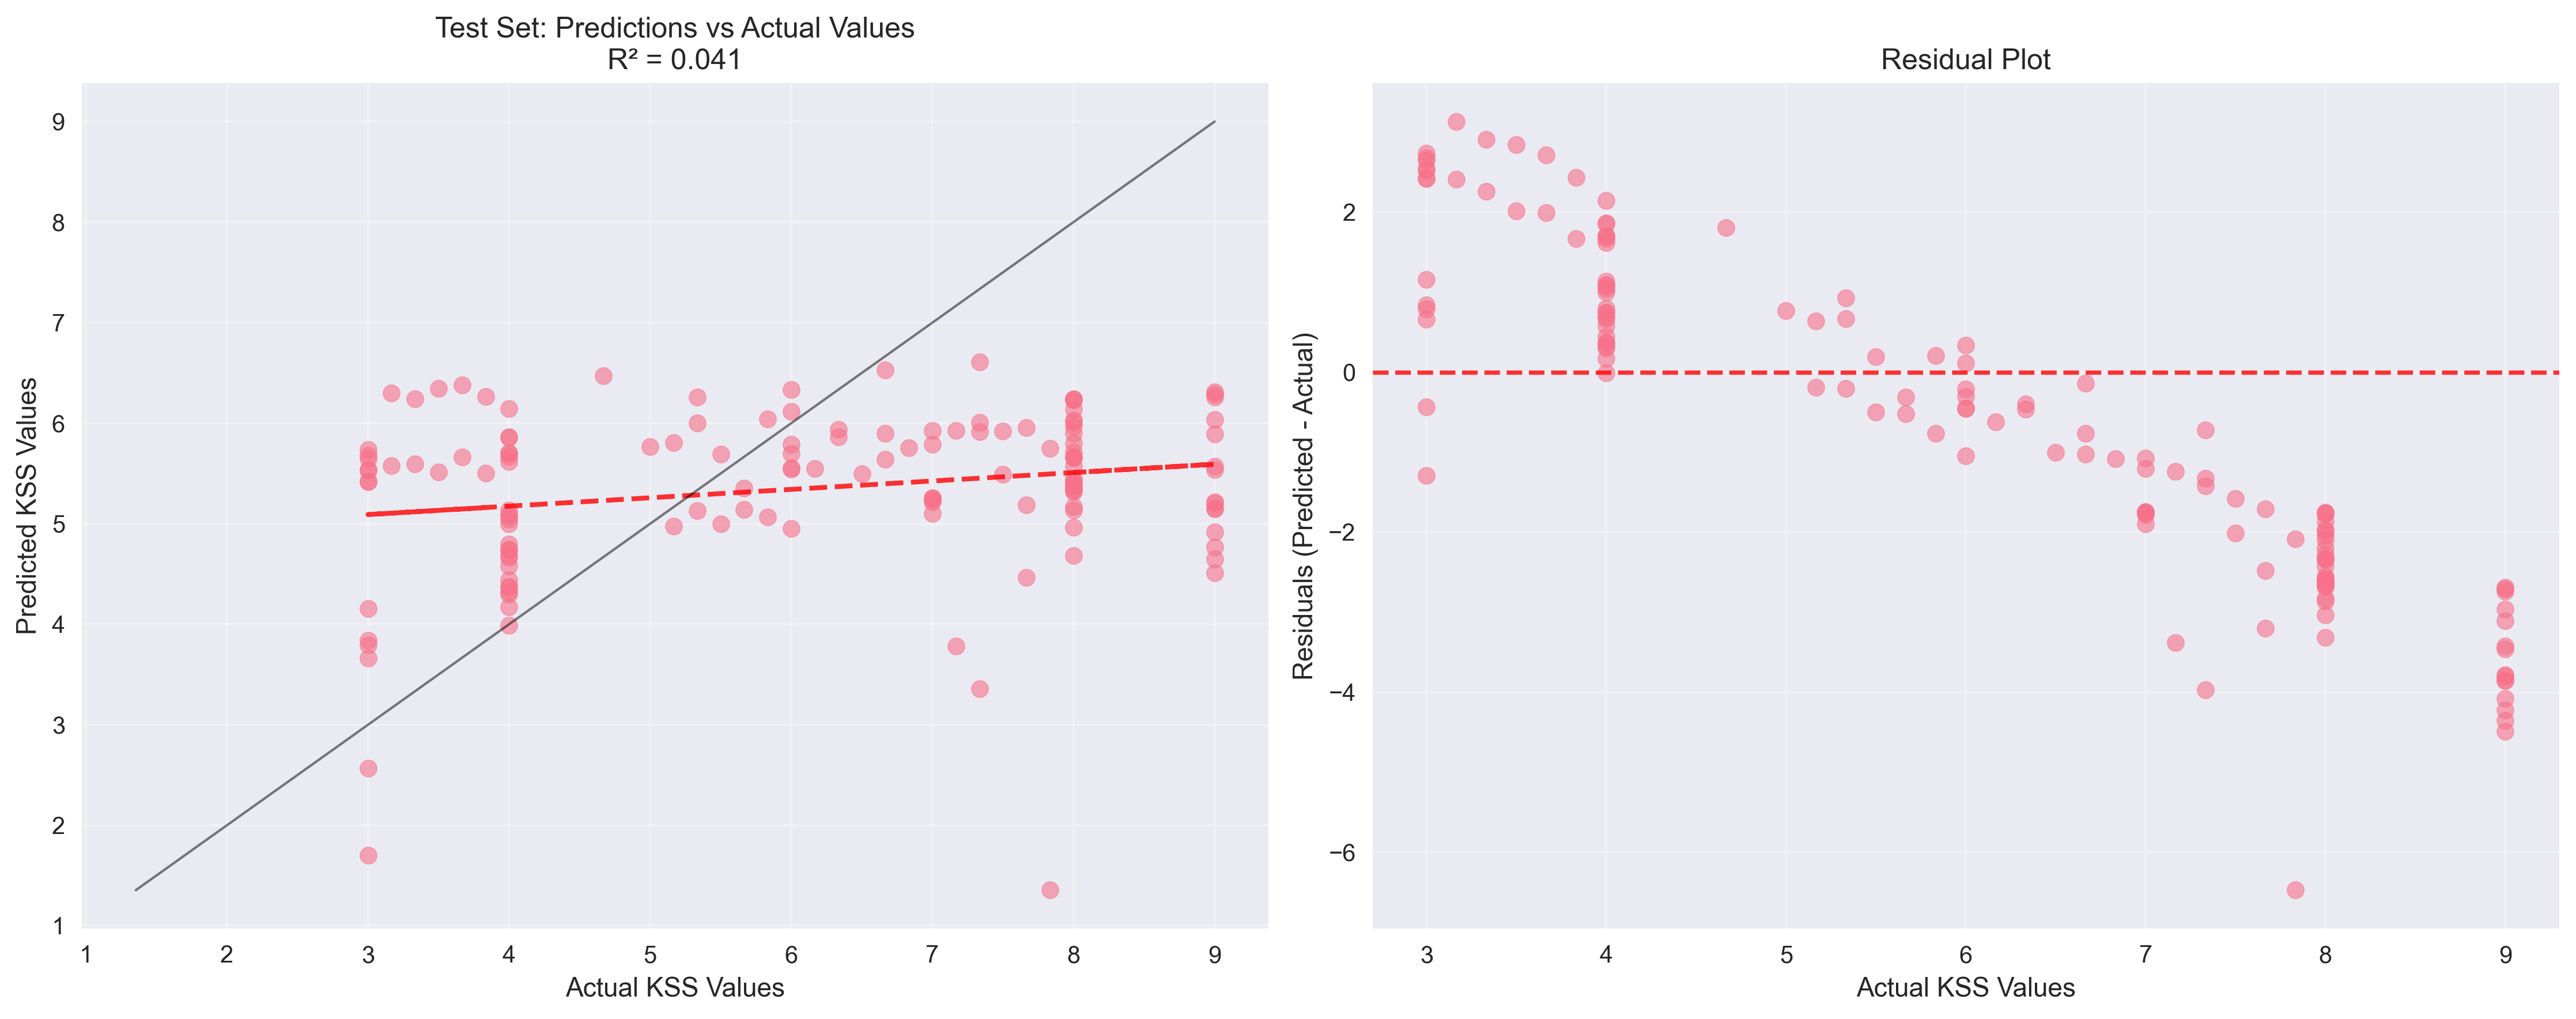 Test Set: Predictions vs Actual Values
R² = 0.041
Predicted KSS Values
9
8
7
6
5
4
3
2
1
1 2 3 4 5 6 7 8 9
Actual KSS Values
Residual Plot
Residuals (Predicted - Actual)
2
0
−2
−4
−6
3 4 5 6 7 8 9
Actual KSS Values